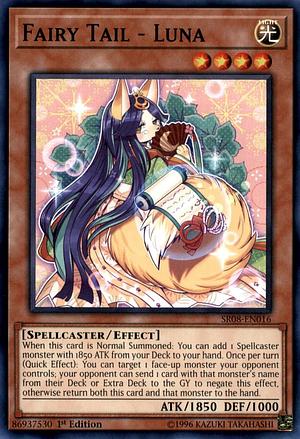 FAIRY TAIL - LUNA
LIGHT
光
SR08-EN016
[SPELLCASTER/EFFECT]
When this card is Normal Summoned: You can add 1 Spellcaster
monster with 1850 ATK from your Deck to your hand. Once per turn
(Quick Effect): You can target 1 face-up monster your opponent
controls; your opponent can send 1 card with that monster's name
from their Deck or Extra Deck to the GY to negate this effect,
otherwise return both this card and that monster to the hand.
ATK/1850 DEF/1000
86937530 1st Edition ©1996 KAZUKI TAKAHASHI